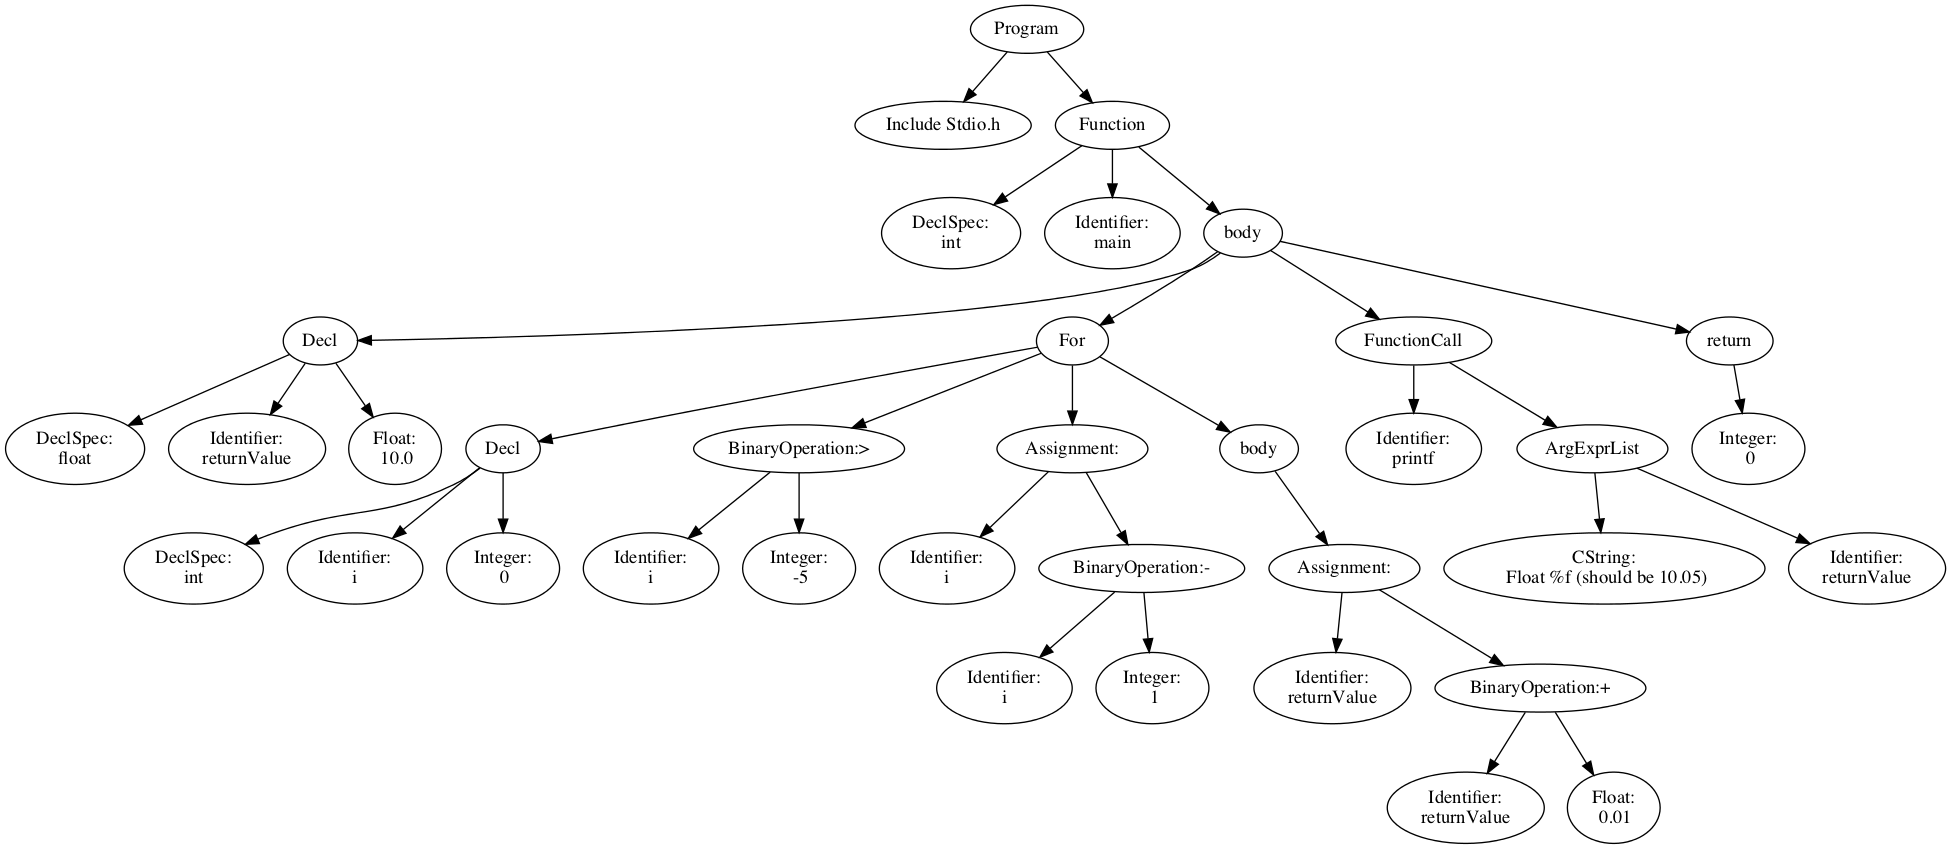 Program
Include Stdio.h
Function
DeclSpec:
int
Identifier:
main
body
Decl
For
FunctionCall
return
DeclSpec:
float
Identifier:
returnValue
Float:
10.0
Decl
BinaryOperation:>
Assignment:
body
Identifier:
printf
ArgExprList
Integer:
0
DeclSpec:
int
Identifier:
i
Integer:
0
Identifier:
i
Integer:
-5
Identifier:
i
BinaryOperation:-
Assignment:
CString:
Float %f (should be 10.05)
Identifier:
returnValue
Identifier:
i
Integer:
1
Identifier:
returnValue
BinaryOperation:+
Identifier:
returnValue
Float:
0.01